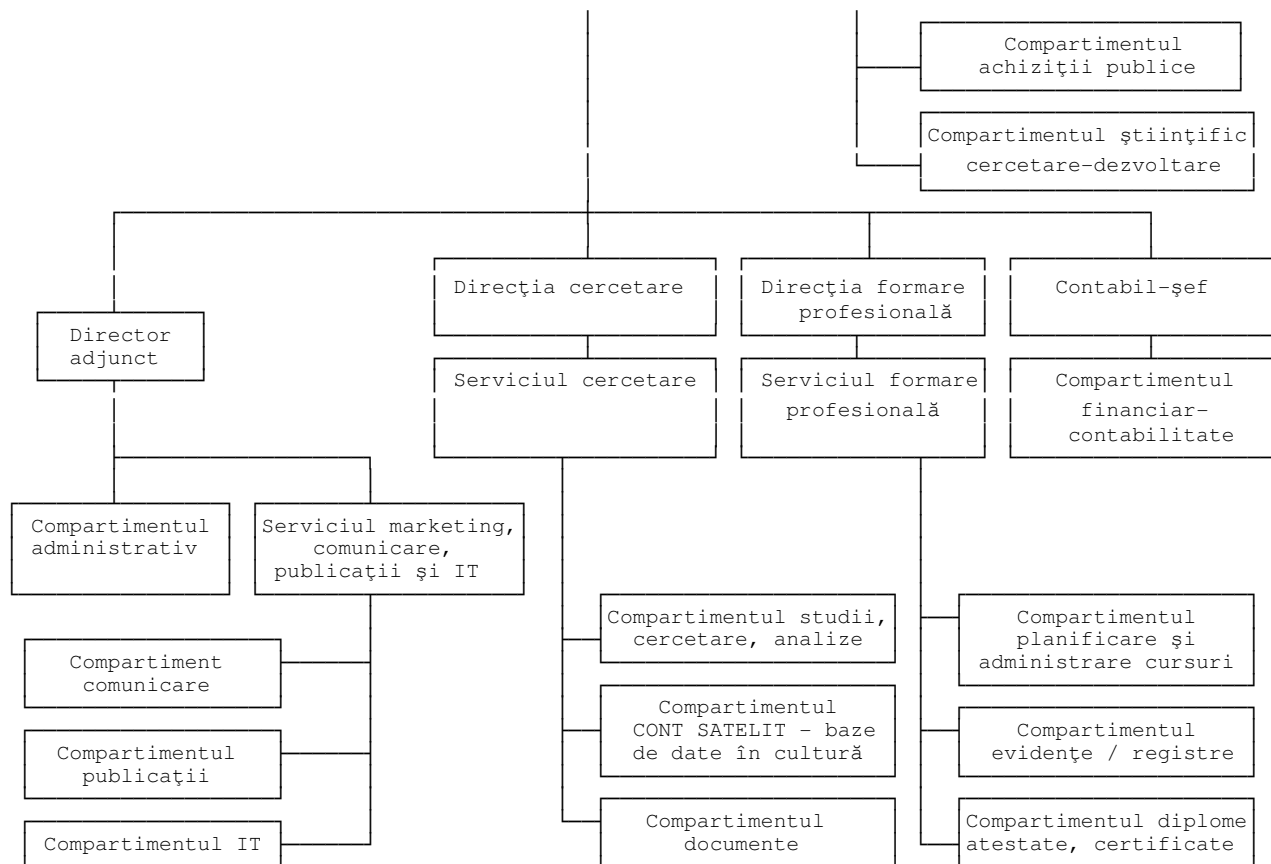 Compartimentul
achiziţii publice
Compartimentul ştiinţific
cercetare-dezvoltare
Direcţia cercetare
Direcţia formare
profesională
Contabil-şef
Director
adjunct
Serviciul cercetare
Serviciul formare
profesională
Compartimentul
financiar-
contabilitate
Compartimentul
administrativ
Serviciul marketing,
comunicare,
publicaţii şi IT
Compartimentul studii,
cercetare, analize
Compartimentul
planificare şi
administrare cursuri
Compartiment
comunicare
Compartimentul
CONT SATELIT - baze
de date în cultură
Compartimentul
evidenţe / registre
Compartimentul
publicaţii
Compartimentul
documente
Compartimentul diplome
atestate, certificate
Compartimentul IT